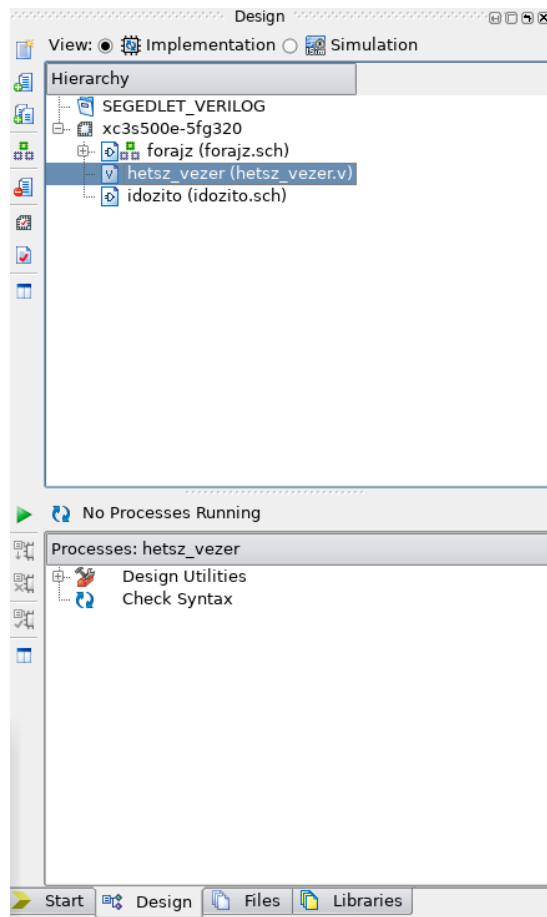 Design
View: Implementation Simulation
Hierarchy
SEGEDLET_VERILOG
xc3s500e-5fg320
forajz (forajz.sch)
V hetsz_vezer (hetsz_vezer.v)
idozito (idozito.sch)
No Processes Running
Processes: hetsz_vezer
Design Utilities
Check Syntax
Start Design Files Libraries